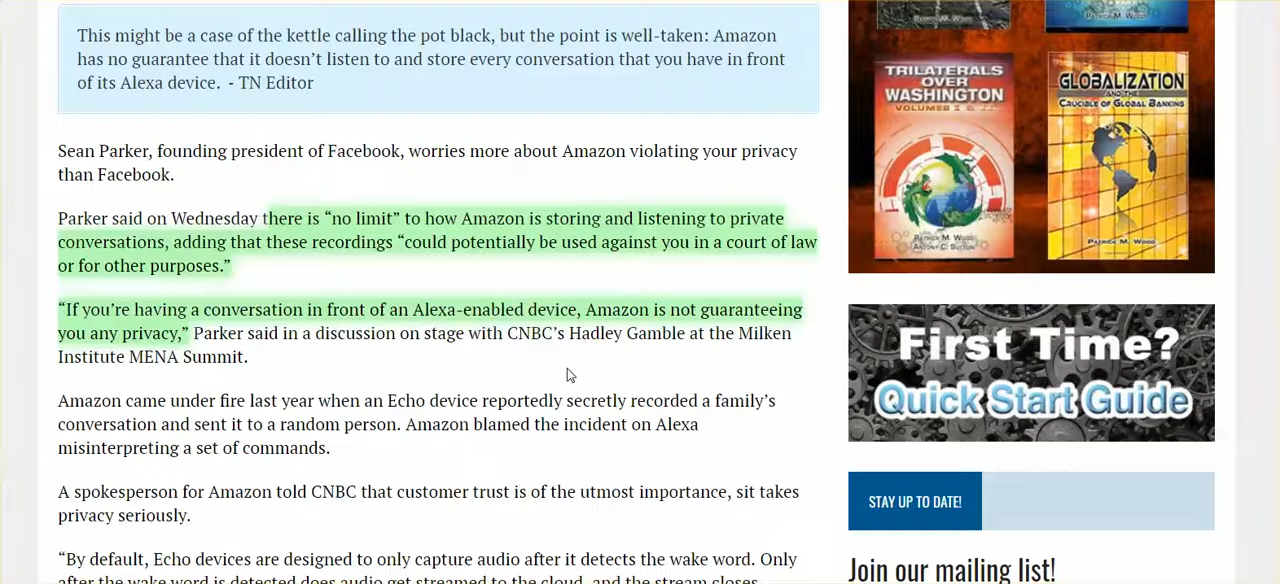 This might be a case of the kettle calling the pot black, but the point is well-taken: Amazon
has no guarantee that it doesn’t listen to and store every conversation that you have in front
of its Alexa device.  - TN Editor
Sean Parker, founding president of Facebook, worries more about Amazon violating your privacy
than Facebook.
Parker said on Wednesday there is “no limit” to how Amazon is storing and listening to private
conversations, adding that these recordings “could potentially be used against you in a court of law
or for other purposes.”
“If you’re having a conversation in front of an Alexa-enabled device, Amazon is not guaranteeing
you any privacy,” Parker said in a discussion on stage with CNBC’s Hadley Gamble at the Milken
Institute MENA Summit.
Amazon came under fire last year when an Echo device reportedly secretly recorded a family’s
conversation and sent it to a random person. Amazon blamed the incident on Alexa
misinterpreting a set of commands.
A spokesperson for Amazon told CNBC that customer trust is of the utmost importance, sit takes
privacy seriously.
“By default, Echo devices are designed to only capture audio after it detects the wake word. Only
after the wake word is detected does audio get streamed to the cloud, and the stream closes
PATRICK M. WOOD
PATRICK M. WOOD
TRILATERALS
OVER
WASHINGTON
VOLUMES I & II
PATRICK M. WOOD
ANTONY C. SUTTON
GLOBALIZATION
AND THE
CRUCIBLE OF GLOBAL BANKING
PATRICK M. WOOD
First Time?
Quick Start Guide
STAY UP TO DATE!
Join our mailing list!